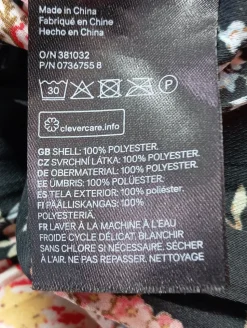 Made in China
Fabriqué en Chine
Hecho en China
O/N 381032
P/N 0736755 8
30
P
clevercare.info
GB SHELL: 100% POLYESTER.
CZ SVRCHNÍ LÁTKA: 100% POLYESTER.
DE OBERMATERIAL: 100% POLYESTER.
EE ÜMBRIS: 100% POLÜESTER.
ES TELA EXTERIOR: 100% poliéster.
FI PÄÄLLISKANGAS: 100%
POLYESTERIÄ.
FR LAVER À LA MACHINE À L'EAU
FROIDE CYCLE DÉLICAT. BLANCHIR
SANS CHLORE SI NÉCESSAIRE. SÉCHER
À L'AIR. NE PAS REPASSER. NETTOYAGE